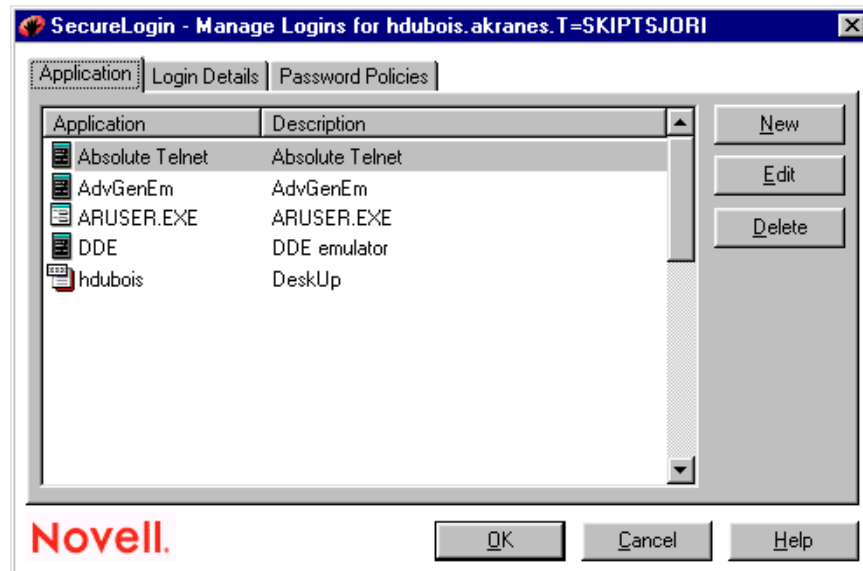 SecureLogin - Manage Logins for hdubois.akranes.T=SKIPTSJORI
Application Login Details Password Policies
Application Description
Absolute Telnet Absolute Telnet
AdvGenEm AdvGenEm
ARUSER.EXE ARUSER.EXE
DDE DDE emulator
hdubois DeskUp
New
Edit
Delete
Novell.
OK Cancel Help